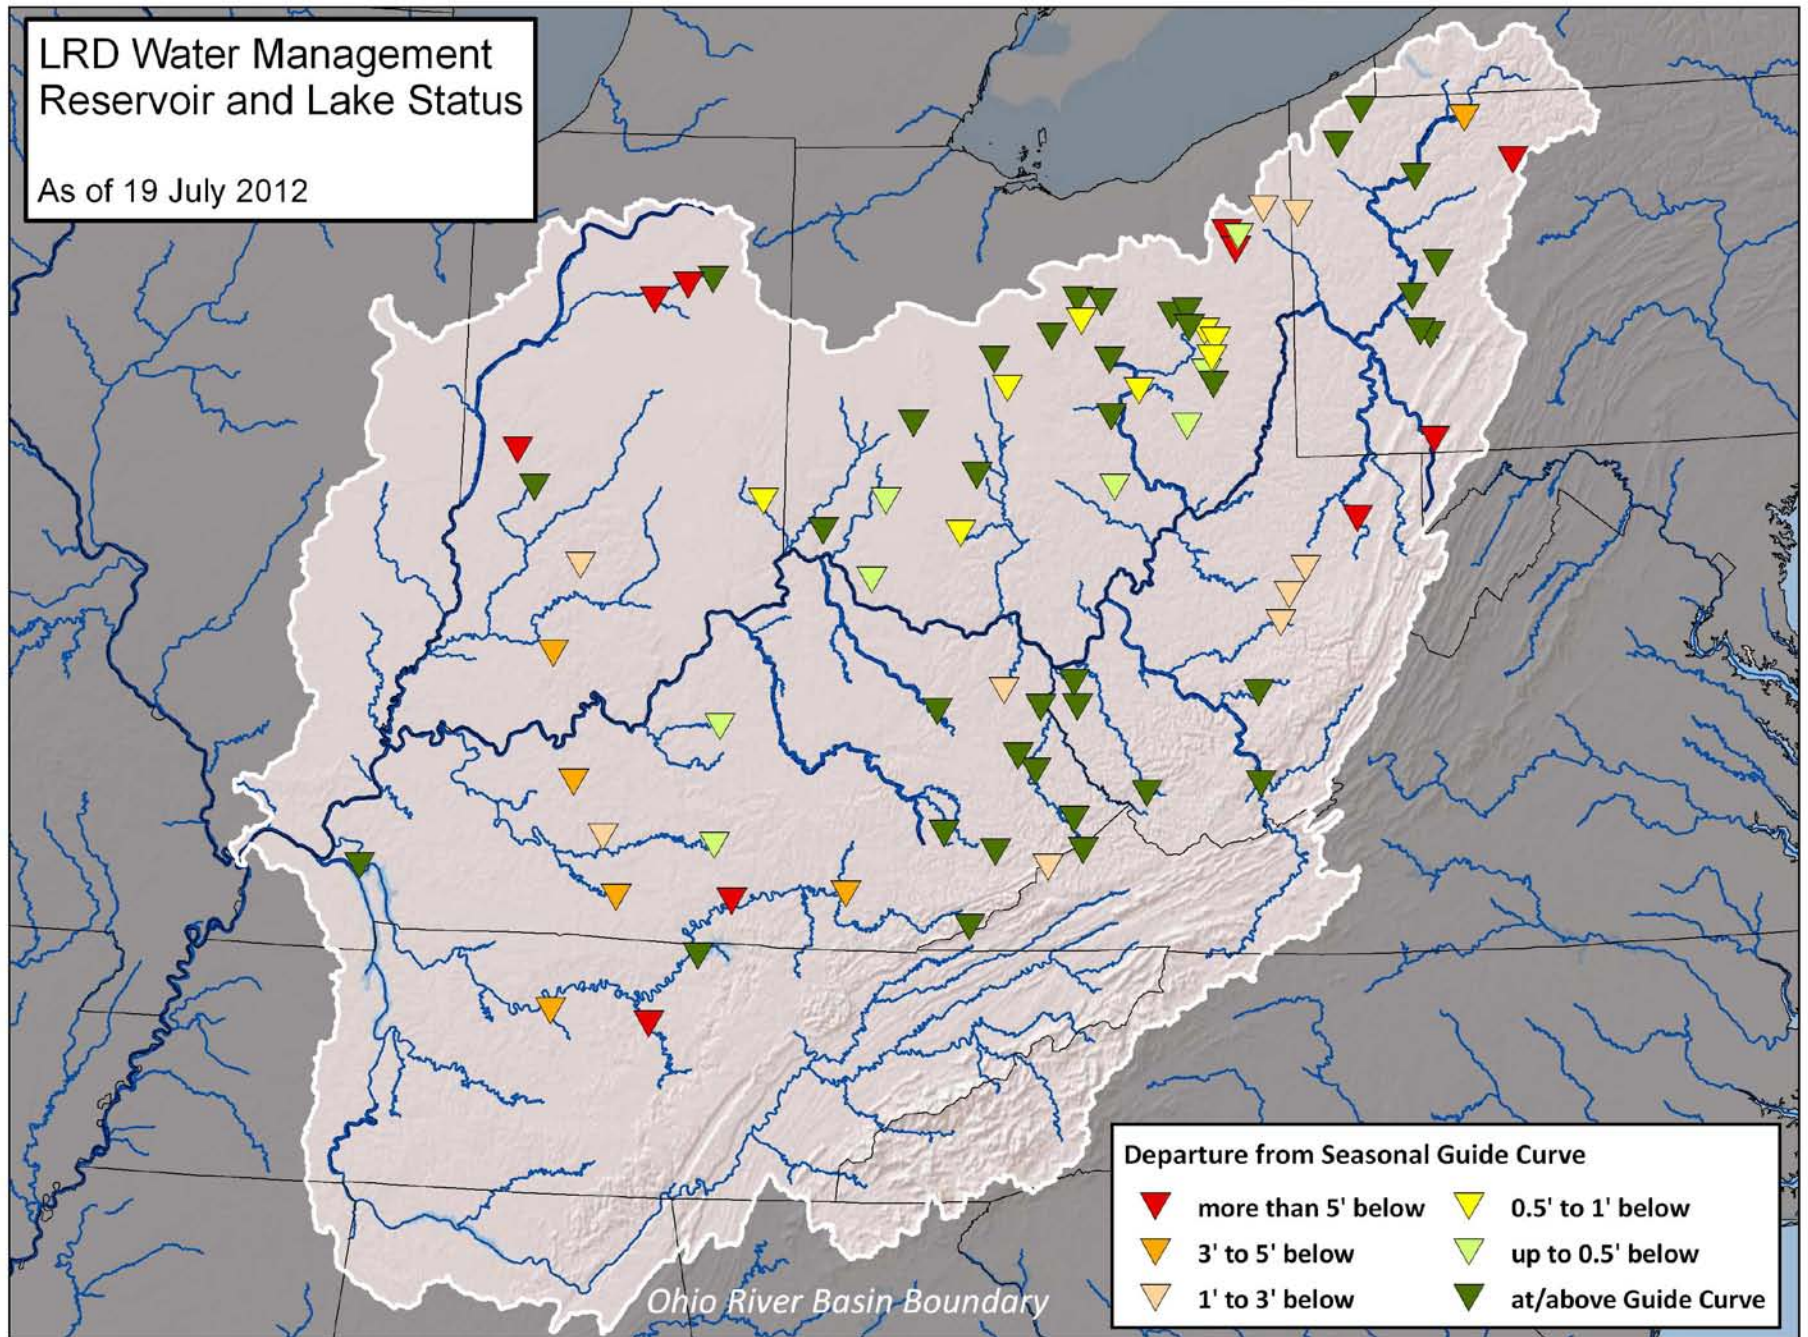 LRD Water Management
Reservoir and Lake Status
As of 19 July 2012
Ohio River Basin Boundary
Departure from Seasonal Guide Curve
more than 5' below
3' to 5' below
1' to 3' below
0.5' to 1' below
up to 0.5' below
at/above Guide Curve